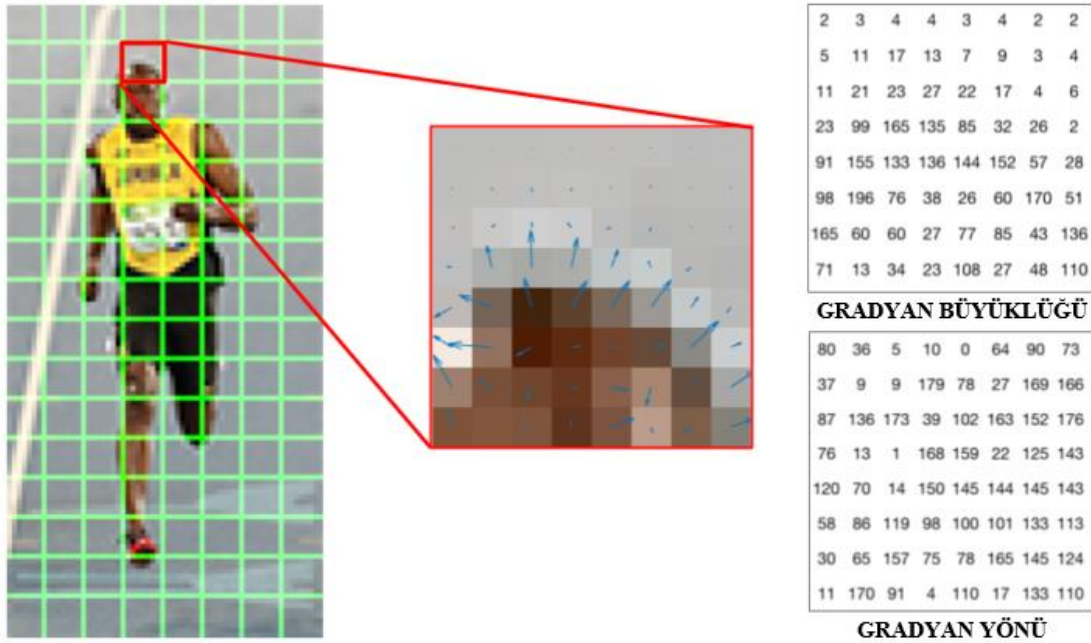 2 3 4 4 3 4 2 2
5 11 17 13 7 9 3 4
11 21 23 27 22 17 4 6
23 99 165 135 85 32 26 2
91 155 133 136 144 152 57 28
98 196 76 38 26 60 170 51
165 60 60 27 77 85 43 136
71 13 34 23 108 27 48 110
GRADYAN BÜYÜKLÜĞÜ
80 36 5 10 0 64 90 73
37 9 9 179 78 27 169 166
87 136 173 39 102 163 152 176
76 13 1 168 159 22 125 143
120 70 14 150 145 144 145 143
58 86 119 98 100 101 133 113
30 65 157 75 78 165 145 124
11 170 91 4 110 17 133 110
GRADYAN YÖNÜ